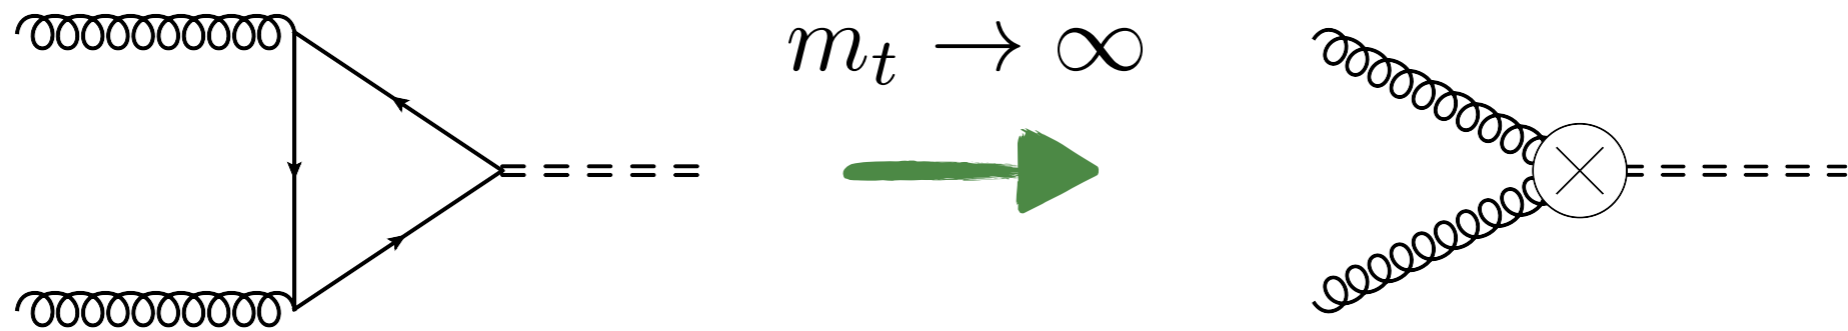 m_t → ∞